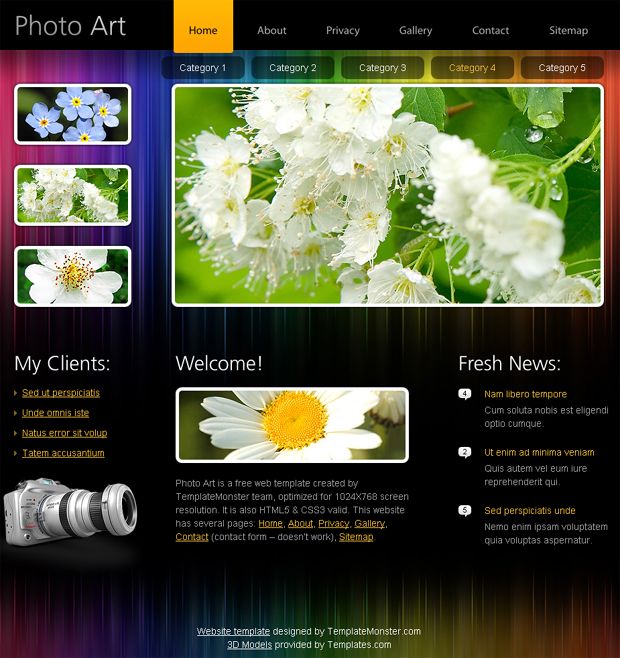 Photo Art
Home About Privacy Gallery Contact Sitemap
Category 1 Category 2 Category 3 Category 4 Category 5
My Clients:
Sed ut perspiciatis
Unde omnis iste
Natus error sit volup
Tatem accusantium
Welcome!
Photo Art is a free web template created by
TemplateMonster team, optimized for 1024X768 screen
resolution. It is also HTML5 & CSS3 valid. This website
has several pages: Home, About, Privacy, Gallery,
Contact (contact form – doesn't work), Sitemap.
Fresh News:
4 Nam libero tempore
Cum soluta nobis est eligendi
optio cumque.
2 Ut enim ad minima veniam
Quis autem vel eum iure
reprehenderit qui.
5 Sed perspiciatis unde
Nemo enim ipsam voluptatem
quia voluptas aspernatur.
Website template designed by TemplateMonster.com
3D Models provided by Templates.com